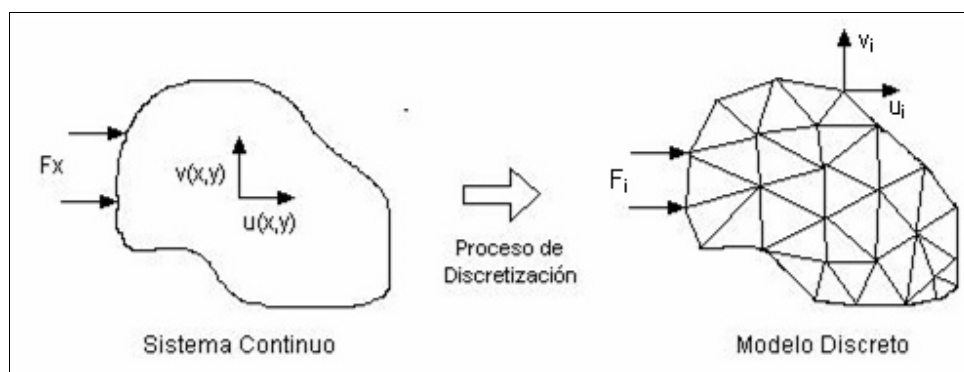 Fx
v(x,y)
u(x,y)
Sistema Continuo
Proceso de
Discretización
vi
ui
Fi
Modelo Discreto